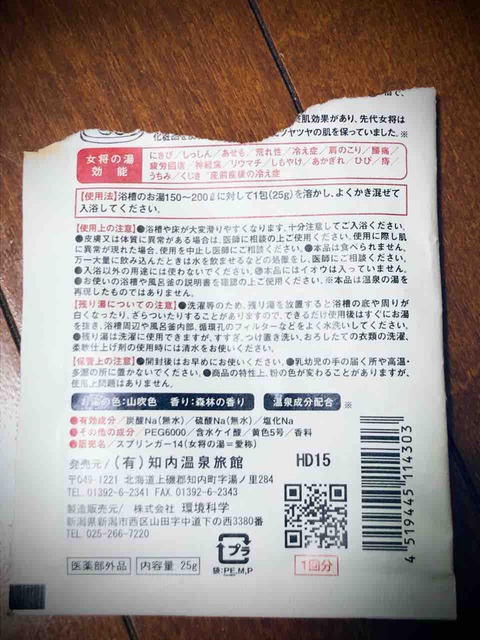 美肌効果があり、先代女将は
ツヤツヤの肌を保っていました。※
女将の湯
効能
にきび/しっしん/あせも/荒れ性/冷え症/肩のこり/腰痛/
疲労回復/神経痛/リウマチ/しもやけ/あかぎれ/ひび/痔/
うちみ/くじき/産前産後の冷え症
【使用法】浴槽のお湯150〜200ℓに対して1包(25g)を溶かし、よくかき混ぜて
入浴してください。
【使用上の注意】●浴槽や床が大変滑りやすくなります。十分注意してご入浴ください。
●皮膚又は体質に異常がある場合は、医師に相談の上ご使用ください。使用に際し肌
に異常が現れた場合、使用を中止し医師にご相談ください。●本品は食べられません。
万一大量に飲み込んだときは水を飲ませるなどの処置をし、医師にご相談ください。
●入浴以外の用途には使わないでください。●本品にはイオウは入っていません。
●お使いの浴槽や風呂釜の説明書を確認の上ご使用ください。※本品は温泉の湯を
再現したものではありません。
【残り湯についての注意】●洗濯等のため、残り湯を放置すると浴槽の底や周りが
白くなったり、ざらついたりすることがありますので、できるだけ使用後はすぐにお湯
を抜き、浴槽周辺や風呂釜内部、循環孔のフィルターなどをよく水洗いしてください。
●残り湯は洗濯に使用できますが、すすぎ、つけ置き洗い、おろしたての衣類の洗濯、
柔軟仕上げ剤の使用時には清水をお使いください。
【保管上の注意】●開封後はお早めにお使いください。●乳幼児の手の届く所や高温・
多湿の所に置かないでください。●商品の特性上、粉の色が変わることがありますが、
使用上問題はありません。
お湯の色:山吹色 香り:森林の香り 温泉成分配合 ※
●有効成分/炭酸Na(無水)/硫酸Na(無水)/塩化Na
●その他の成分/PEG6000/含水ケイ酸/黄色5号/香料
●販売名/スプリンガー14(女将の湯=愛称)
発売元/(有)知内温泉旅館 HD15
〒049-1221 北海道上磯郡知内町字湯ノ里284
TEL.01392-6-2341 FAX.01392-6-2343
製造販売元/ 株式会社 環境科学
新潟県新潟市西区山田字中道下の西3380番
TEL. 025-266-7220
プラ
袋:PE,M,P
医薬部外品 内容量 25g 1回分
4 519445 114303